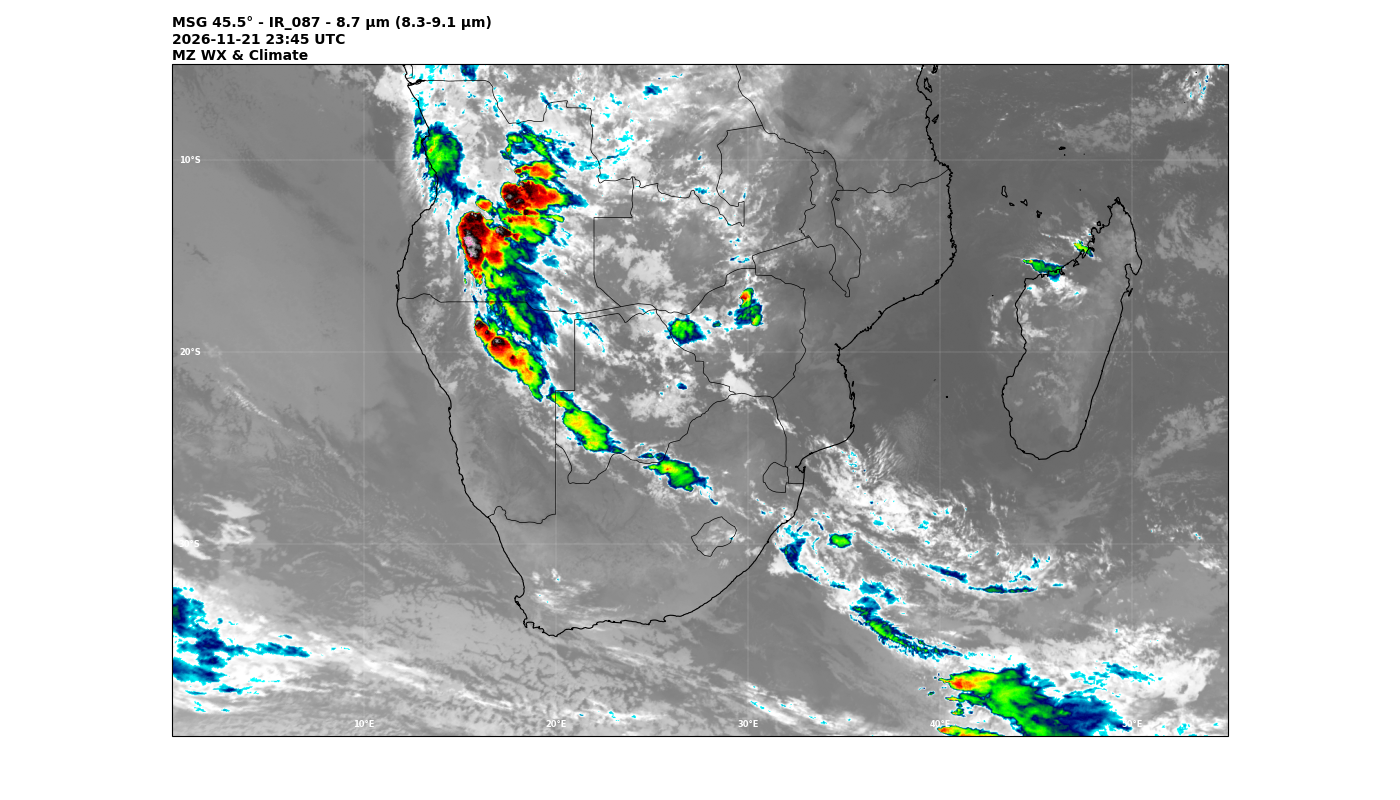 MSG 45.5° - IR_087 - 8.7 µm (8.3-9.1 µm)
2026-11-21 23:45 UTC
MZ WX & Climate
10°S
20°S
10°E
20°E
30°E
40°E
50°E